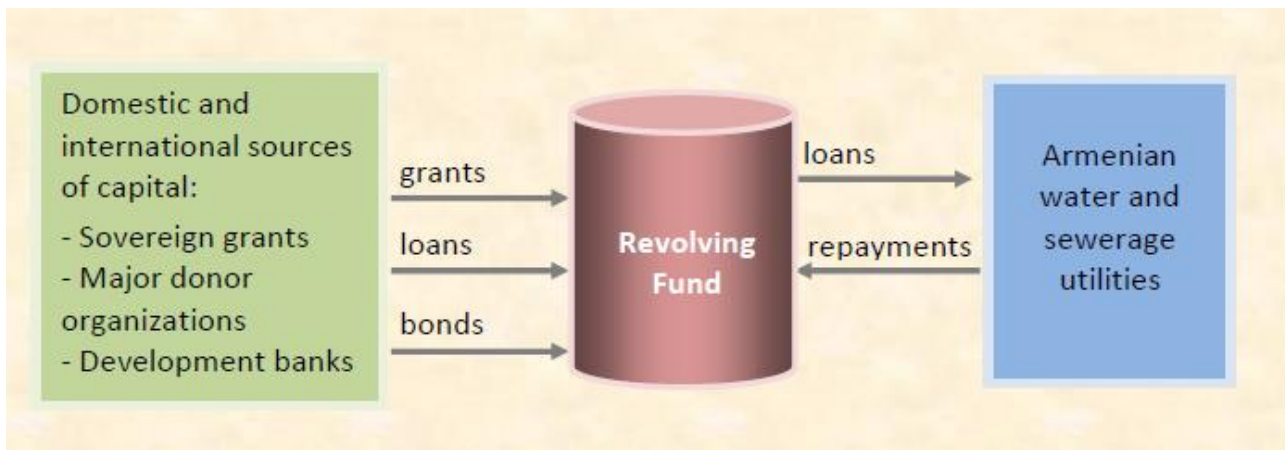 Domestic and
international sources
of capital:
- Sovereign grants
- Major donor
organizations
- Development banks
grants
loans
bonds
Revolving
Fund
loans
repayments
Armenian
water and
sewerage
utilities